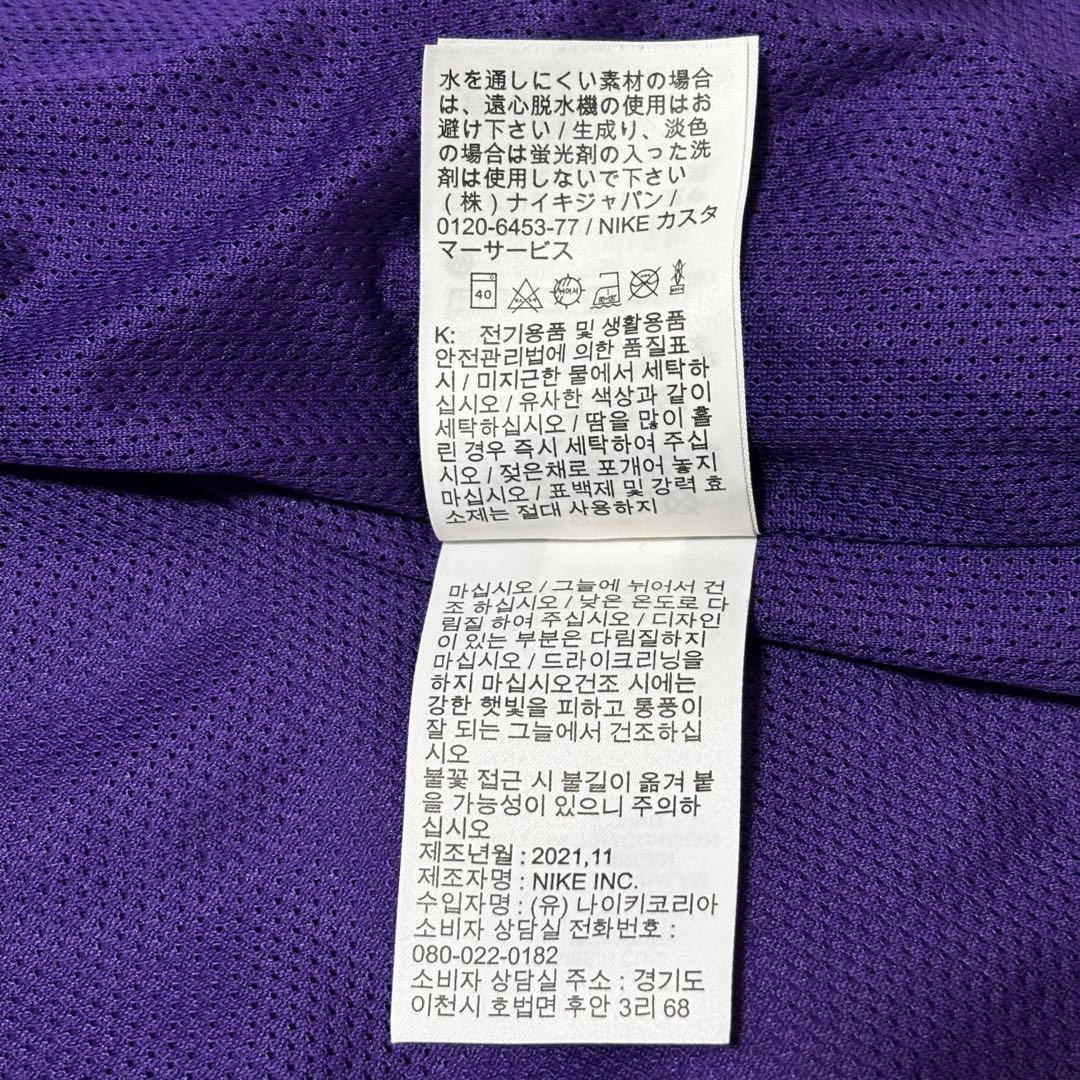 水を通しにくい素材の場合
は、遠心脱水機の使用はお
避け下さい / 生成り、淡色
の場合は蛍光剤の入った洗
剤は使用しないで下さい
(株)ナイキジャパン /
0120-6453-77 / NIKE カスタ
マーサービス
40
K: 전기용품 및 생활용품
안전관리법에 의한 품질표
시 / 미지근한 물에서 세탁하
십시오 / 유사한 색상과 같이
세탁하십시오 / 땀을 많이 흘
린 경우 즉시 세탁하여 주십
시오 / 젖은채로 포개어 놓지
마십시오 / 표백제 및 강력 효
소제는 절대 사용하지
마십시오 / 그늘에 뉘어서 건
조 하십시오 / 낮은 온도로 다
림질 하여 주십시오 / 디자인
이 있는 부분은 다림질하지
마십시오 / 드라이크리닝을
하지 마십시오건조 시에는
강한 햇빛을 피하고 통풍이
잘 되는 그늘에서 건조하십
시오
불꽃 접근 시 불길이 옮겨 붙
을 가능성이 있으니 주의하
십시오
제조년월 : 2021,11
제조자명 : NIKE INC.
수입자명 : (유) 나이키코리아
소비자 상담실 전화번호 :
080-022-0182
소비자 상담실 주소 : 경기도
이천시 호법면 후안 3리 68